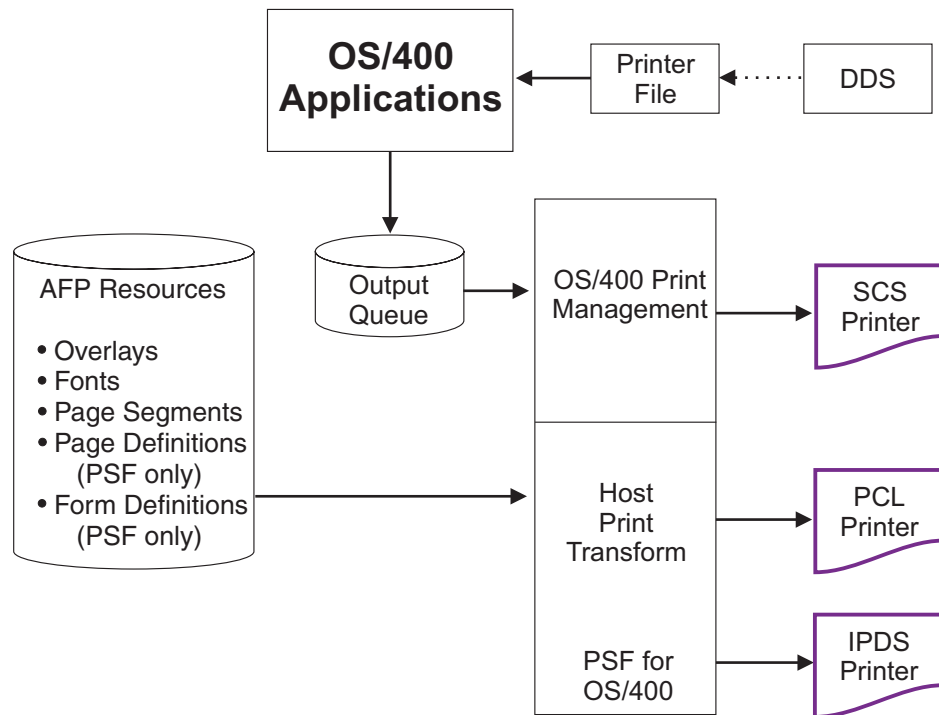 OS/400
Applications
Printer
File
DDS
AFP Resources
• Overlays
• Fonts
• Page Segments
• Page Definitions
(PSF only)
• Form Definitions
(PSF only)
Output
Queue
OS/400 Print
Management
SCS
Printer
Host
Print
Transform
PCL
Printer
PSF for
OS/400
IPDS
Printer